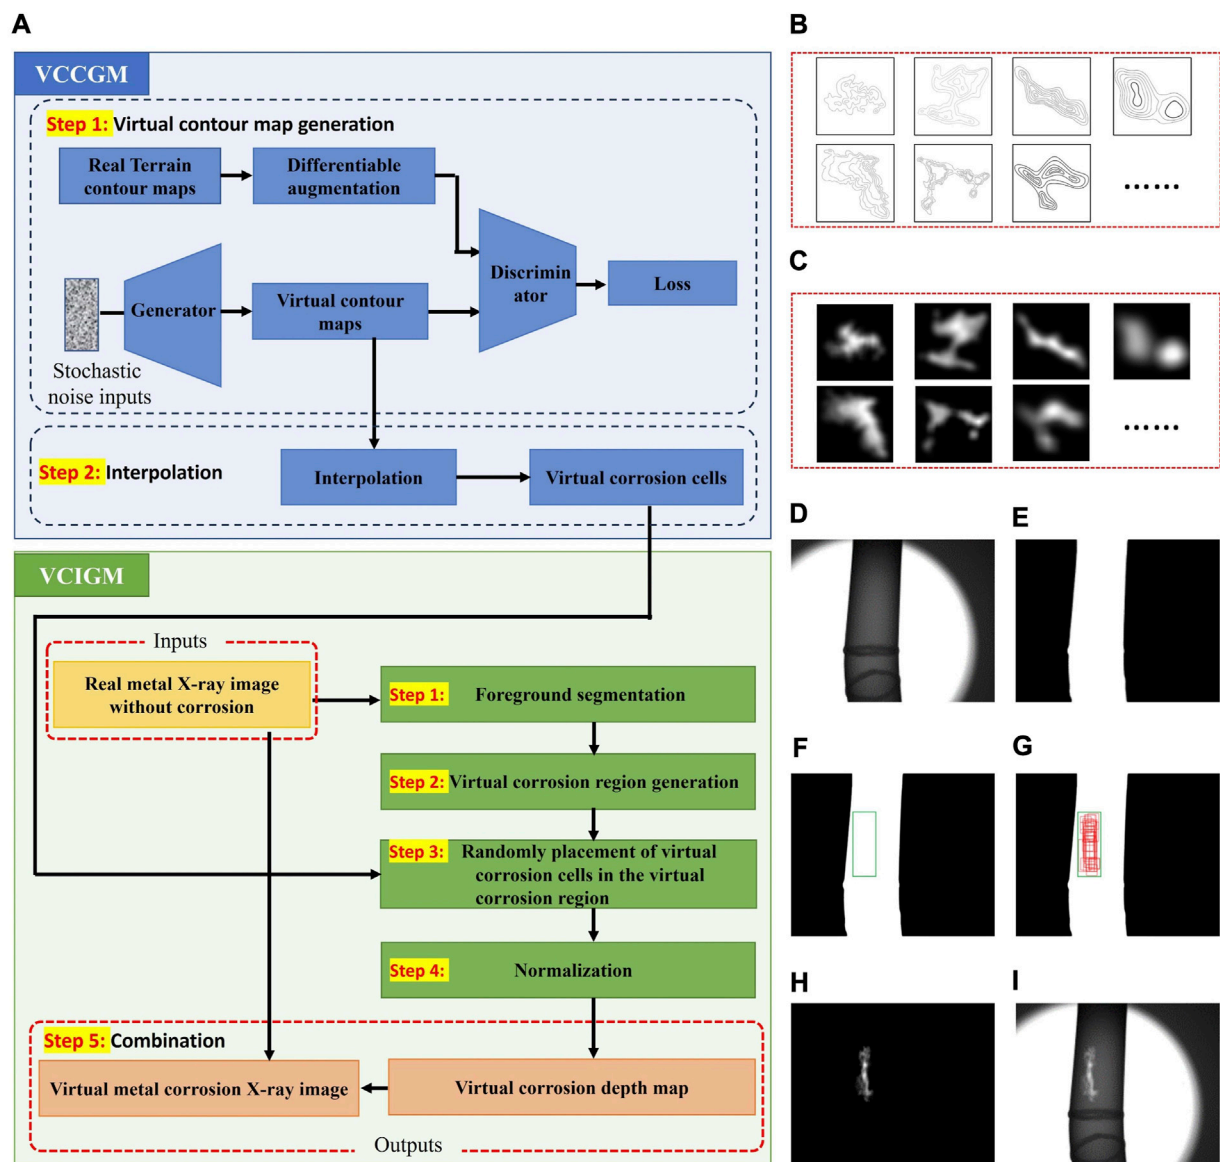 A
VCCGM
Step 1: Virtual contour map generation
Real Terrain
contour maps
Differentiable
augmentation
Generator
Virtual contour
maps
Discrimin
ator
Loss
Stochastic
noise inputs
Step 2: Interpolation
Interpolation
Virtual corrosion cells
VCIGM
Inputs
Real metal X-ray image
without corrosion
Step 1: Foreground segmentation
Step 2: Virtual corrosion region generation
Step 3: Randomly placement of virtual
corrosion cells in the virtual
corrosion region
Step 4: Normalization
Step 5: Combination
Virtual metal corrosion X-ray image
Virtual corrosion depth map
Outputs
B
......
C
......
D
E
F
G
H
I